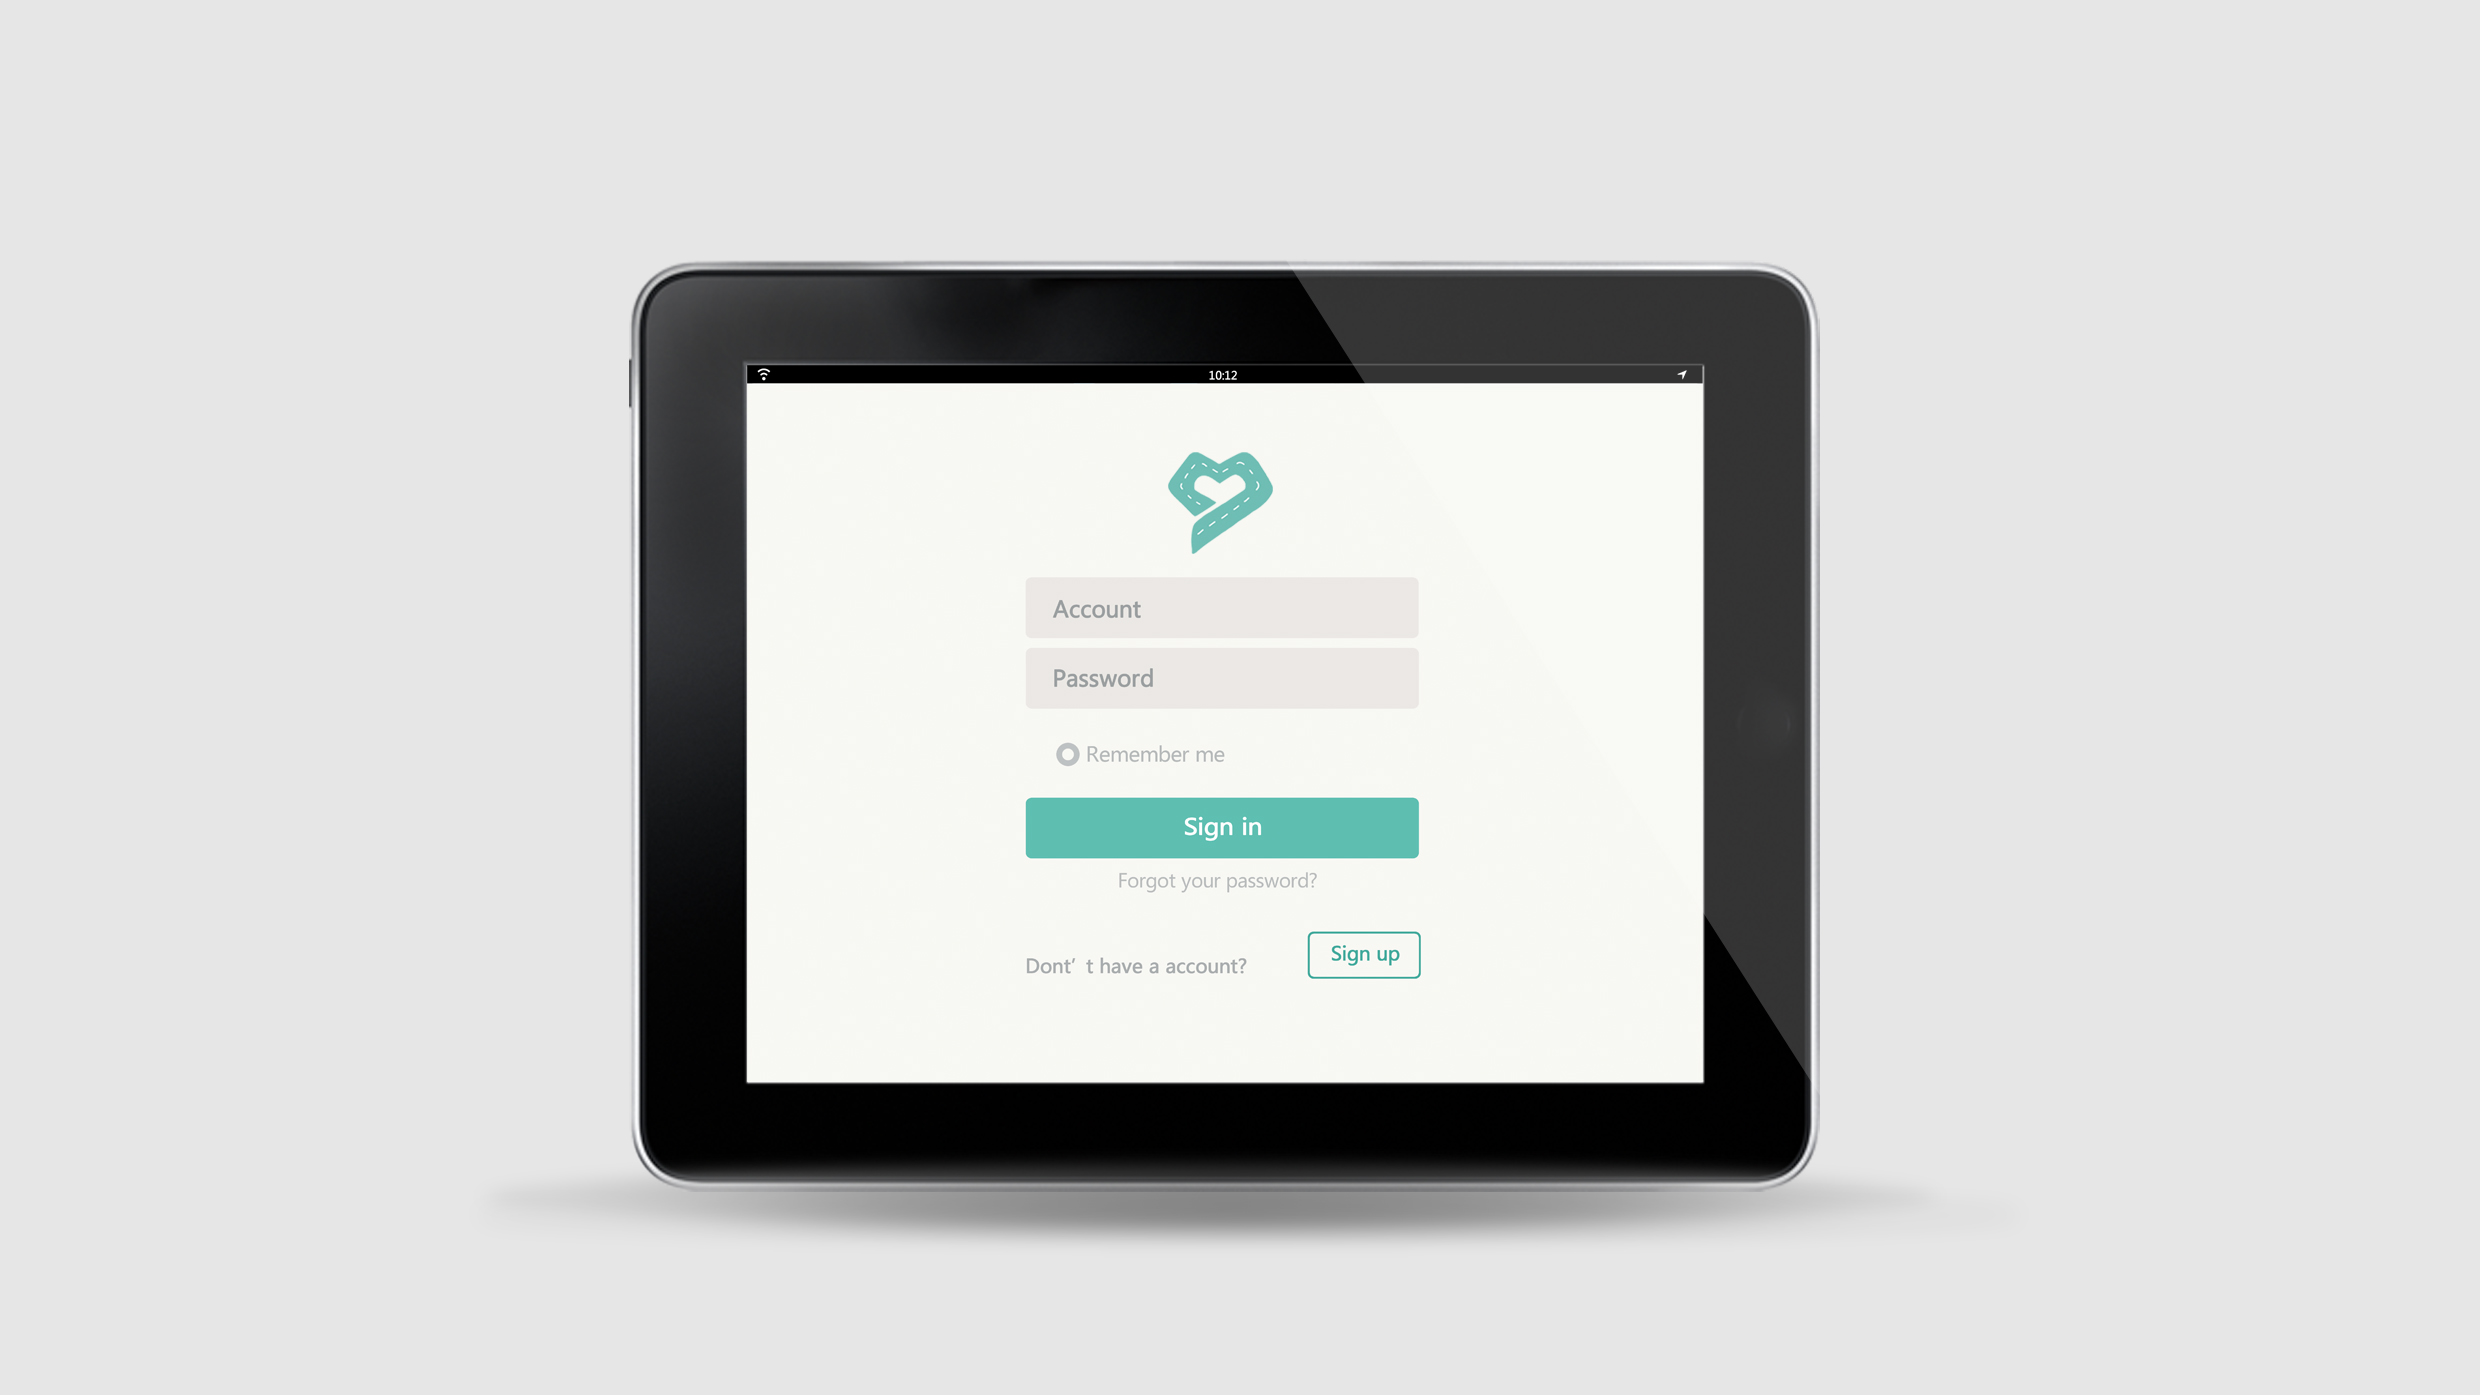 10:12
Account
Password
Remember me
Sign in
Forgot your password?
Dont’ t have a account?
Sign up